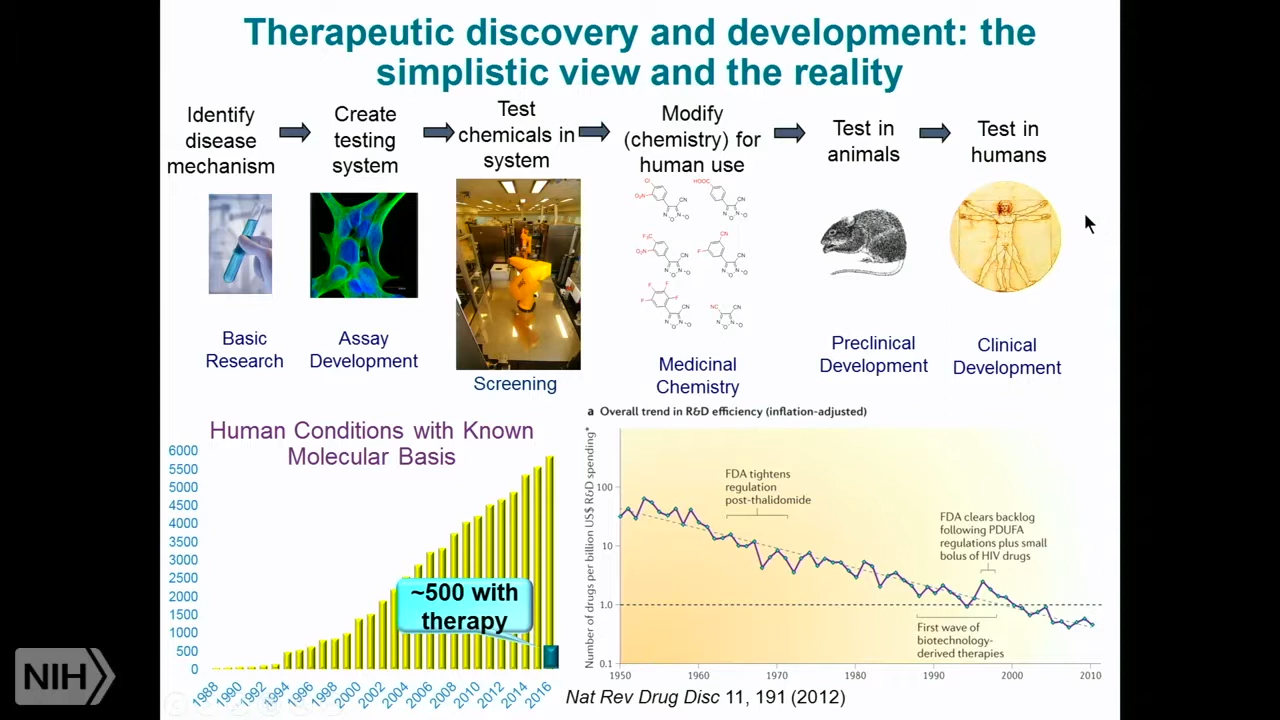 Therapeutic discovery and development: the
simplistic view and the reality
Identify
disease
mechanism
Create
testing
system
Test
chemicals in
system
Modify
(chemistry) for
human use
Test in
animals
Test in
humans
Basic
Research
Assay
Development
Screening
Medicinal
Chemistry
Preclinical
Development
Clinical
Development
Human Conditions with Known
Molecular Basis
6000
5500
5000
4500
4000
3500
3000
2500
2000
1500
1000
500
0
~500 with
therapy
1988
1990
1992
1994
1996
1998
2000
2002
2004
2006
2008
2010
2012
2014
2016
a Overall trend in R&D efficiency (inflation-adjusted)
Number of drugs per billion US$ R&D spending*
100
10
1.0
0.1
FDA tightens
regulation
post-thalidomide
FDA clears backlog
following PDUFA
regulations plus small
bolus of HIV drugs
First wave of
biotechnology-
derived therapies
1950
1960
1970
1980
1990
2000
2010
Nat Rev Drug Disc 11, 191 (2012)
NIH